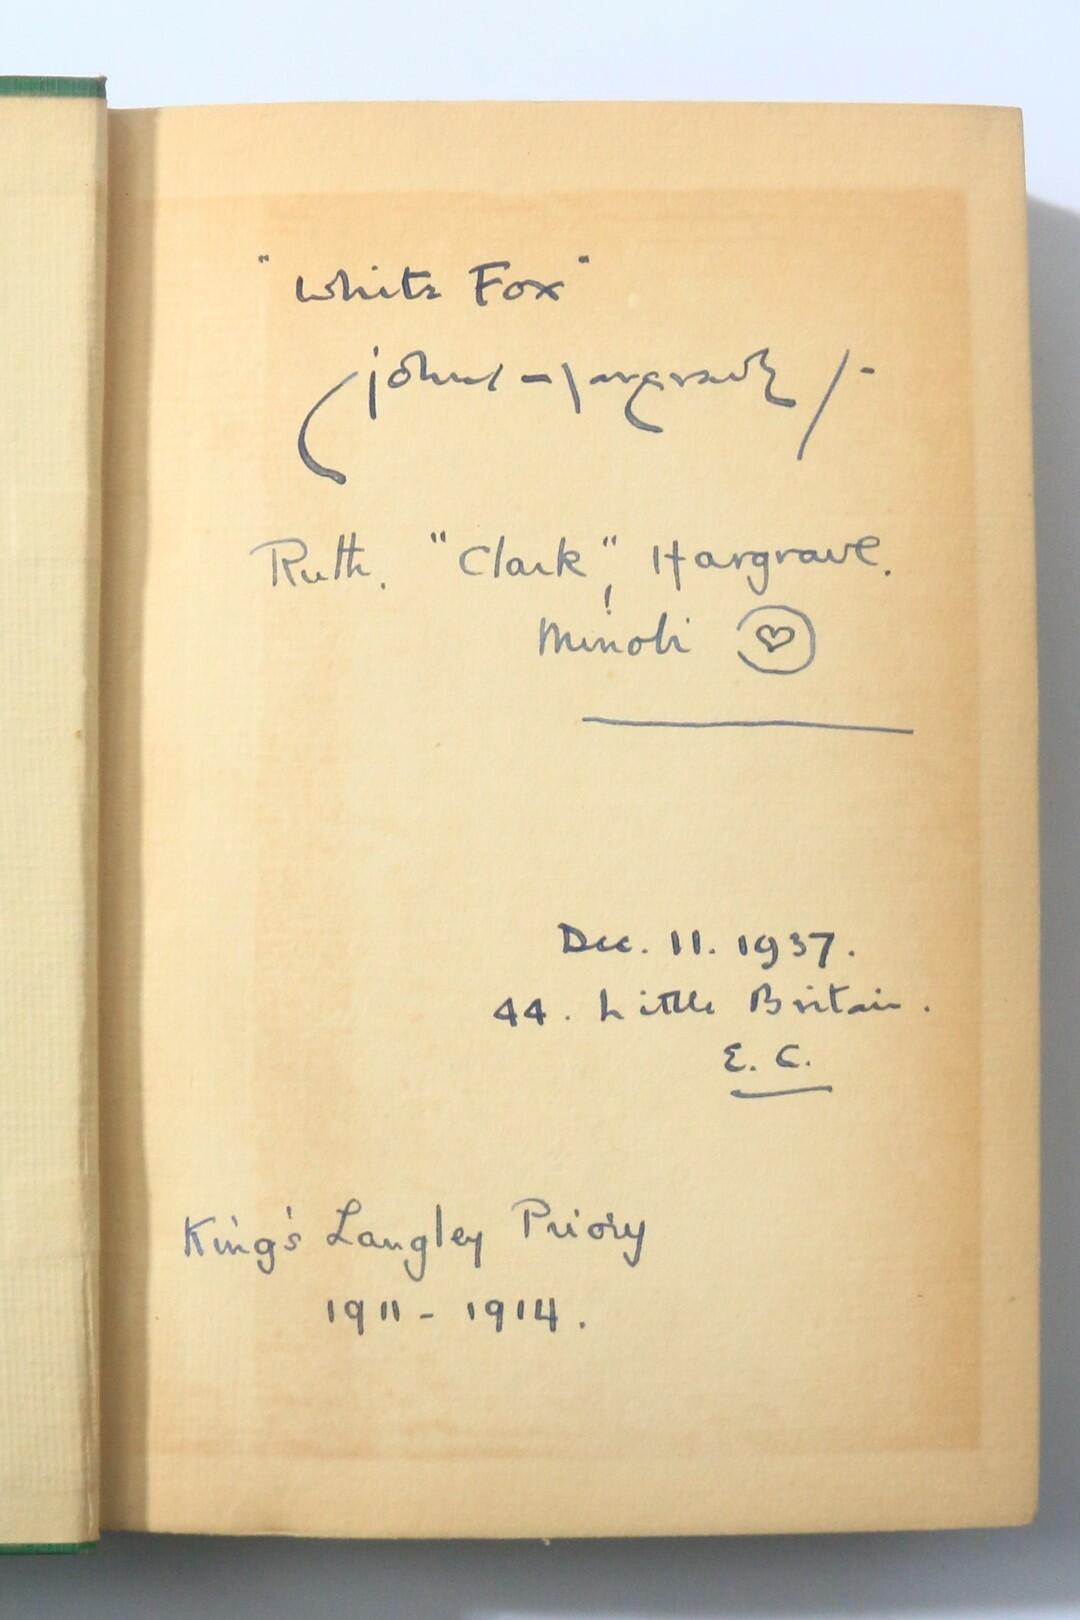 "White Fox"
(John Hargrave/-
Ruth. "Clark", Hargrave.
!
Minobi
Dec. 11. 1937.
44. Little Britain.
E. C.
King's Langley Priory
1911 - 1914.